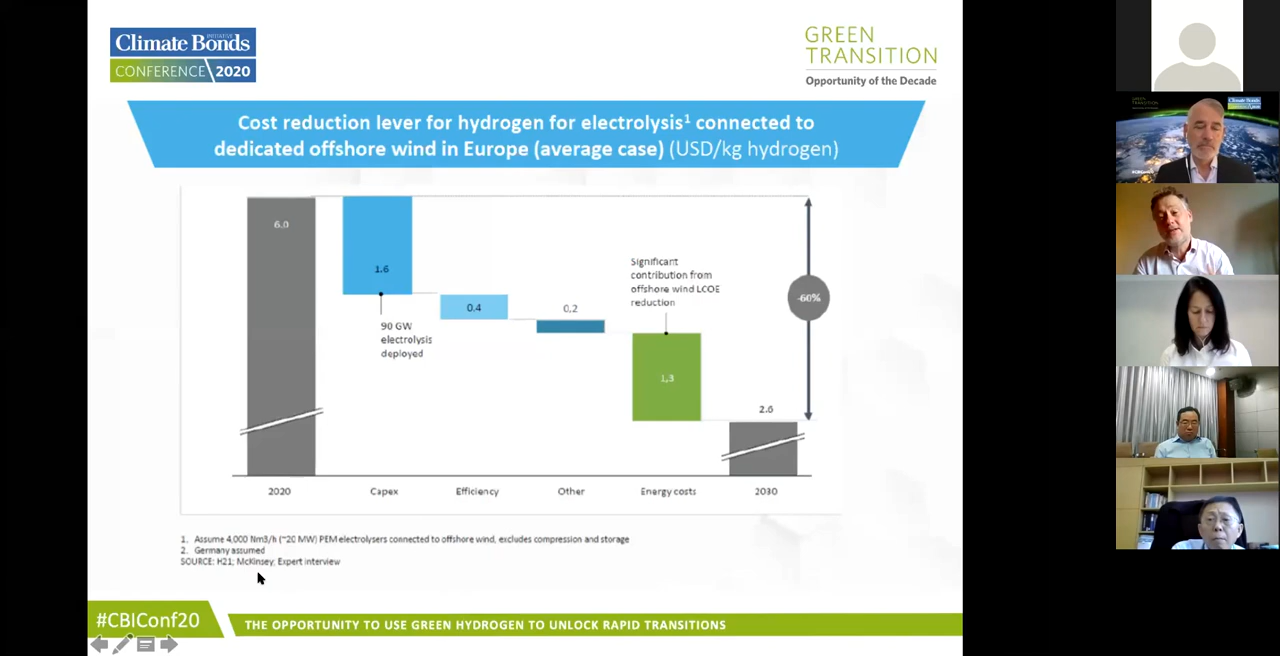 Climate Bonds
INITIATIVE
CONFERENCE 2020
GREEN
TRANSITION
Opportunity of the Decade
Cost reduction lever for hydrogen for electrolysis¹ connected to
dedicated offshore wind in Europe (average case) (USD/kg hydrogen)
6,0
1.6
90 GW
electrolysis
deployed
0.4
0,2
Significant
contribution from
offshore wind LCOE
reduction
1,3
-60%
2.6
2020
Capex
Efficiency
Other
Energy costs
2030
1. Assume 4,000 Nm3/h (~20 MW) PEM electrolysers connected to offshore wind, excludes compression and storage
2. Germany assumed
SOURCE: H21; McKinsey; Expert interview
#CBIConf20
THE OPPORTUNITY TO USE GREEN HYDROGEN TO UNLOCK RAPID TRANSITIONS
GREEN
TRANSITION
Climate Bonds